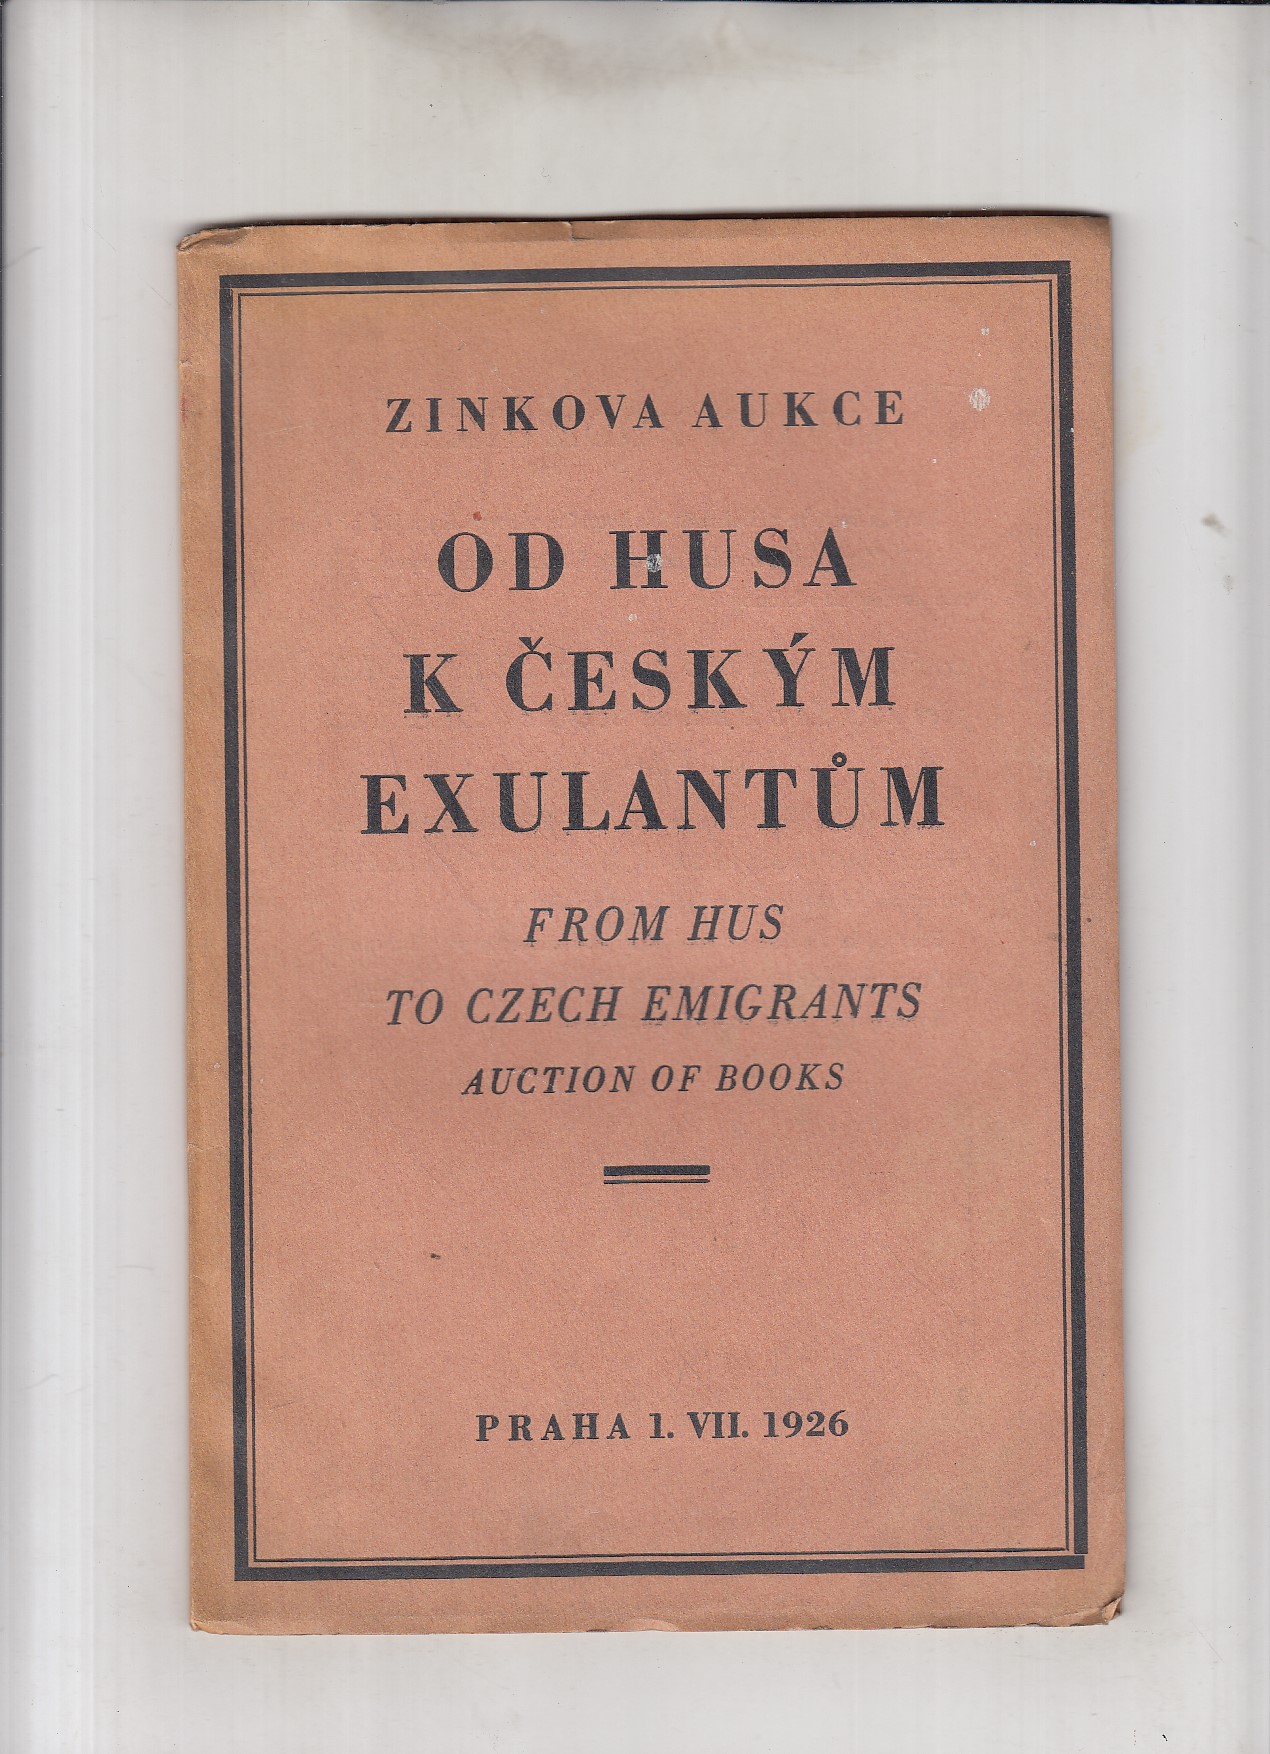 ZINKOVA AUKCE
OD HUSA
K ČESKÝM
EXULANTŮM
FROM HUS
TO CZECH EMIGRANTS
AUCTION OF BOOKS
PRAHA 1. VII. 1926